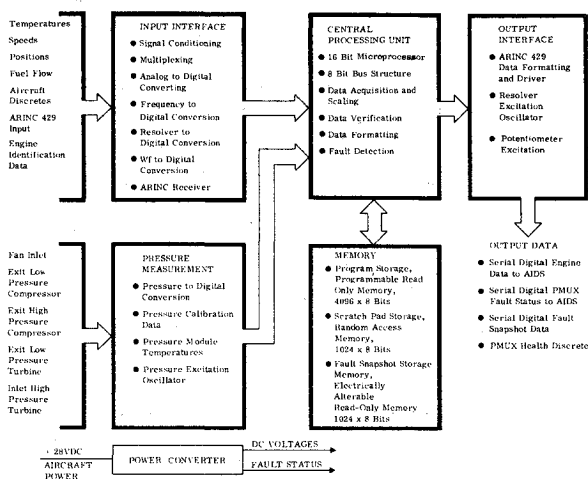 Temperatures
Speeds
Positions
Fuel Flow
Aircraft
Discretes
ARINC 429
Input
Engine
Identification
Data
INPUT INTERFACE
● Signal Conditioning
● Multiplexing
● Analog to Digital
Converting
● Frequency to
Digital Conversion
● Resolver to
Digital Conversion
● Wf to Digital
Conversion
● ARINC Receiver
CENTRAL
PROCESSING UNIT
● 16 Bit Microprocessor
● 8 Bit Bus Structure
● Data Acquisition and
Scaling
● Data Verification
● Data Formatting
● Fault Detection
OUTPUT
INTERFACE
● ARINC 429
Data Formatting
and Driver
● Resolver
Excitation
Oscillator
● Potentiometer
Excitation
Fan Inlet
Exit Low
Pressure
Compressor
Exit High
Pressure
Compressor
Exit Low
Pressure
Turbine
Inlet High
Pressure
Turbine
PRESSURE
MEASUREMENT
● Pressure to Digital
Conversion
● Pressure Calibration
Data
● Pressure Module
Temperatures
● Pressure Excitation
Oscillator
MEMORY
● Program Storage,
Programmable Read
Only Memory,
4096 x 8 Bits
● Scratch Pad Storage,
Random Access
Memory,
1024 x 8 Bits
● Fault Snapshot Storage
Memory,
Electrically
Alterable
Read-Only Memory
1024 x 8 Bits
OUTPUT DATA
● Serial Digital Engine
Data to AIDS
● Serial Digital PMUX
Fault Status to AIDS
● Serial Digital Fault
Snapshot Data
● PMUX Health Discrete
+ 28VDC
AIRCRAFT
POWER
POWER CONVERTER
DC VOLTAGES
FAULT STATUS